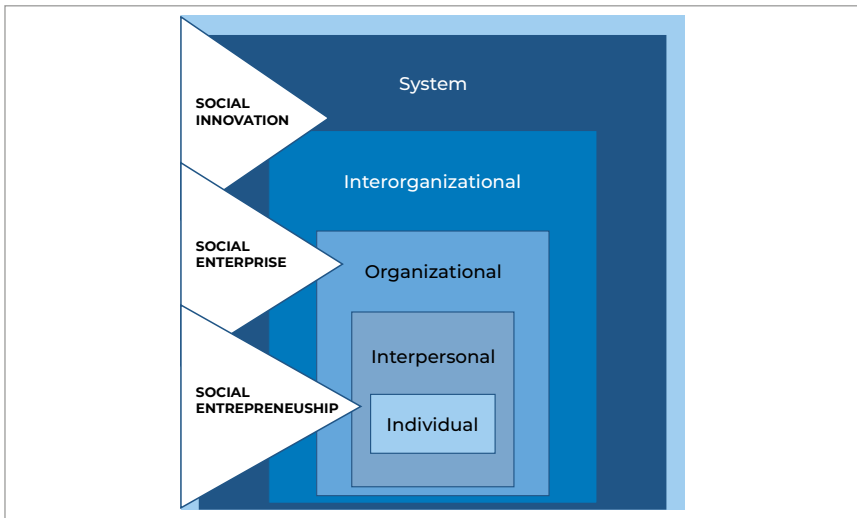 System
SOCIAL
INNOVATION
Interorganizational
SOCIAL
ENTERPRISE
Organizational
Interpersonal
SOCIAL
ENTREPRENEUSHIP
Individual